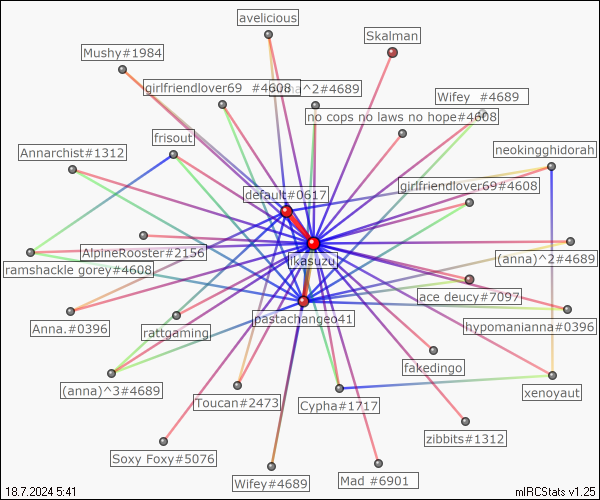 avelicious
Skalman
Mushy#1984
girlfriendlover69 #4608
^2#4689
Wifey #4689
no cops no laws no hope#4608
frisout
Annarchist#1312
neokingghidorah
default#0617
girlfriendlover69#4608
AlpineRooster#2156
ikasuzu
(anna)^2#4689
ramshackle gorey#4608
ace deucy#7097
Anna.#0396
rattgaming
pastachangeo41
hypomanianna#0396
fakedingo
(anna)^3#4689
Toucan#2473
Cypha#1717
xenoyaut
zibbits#1312
Soxy Foxy#5076
Wifey#4689
Mad #6901
18.7.2024 5:41
mIRCStats v1.25